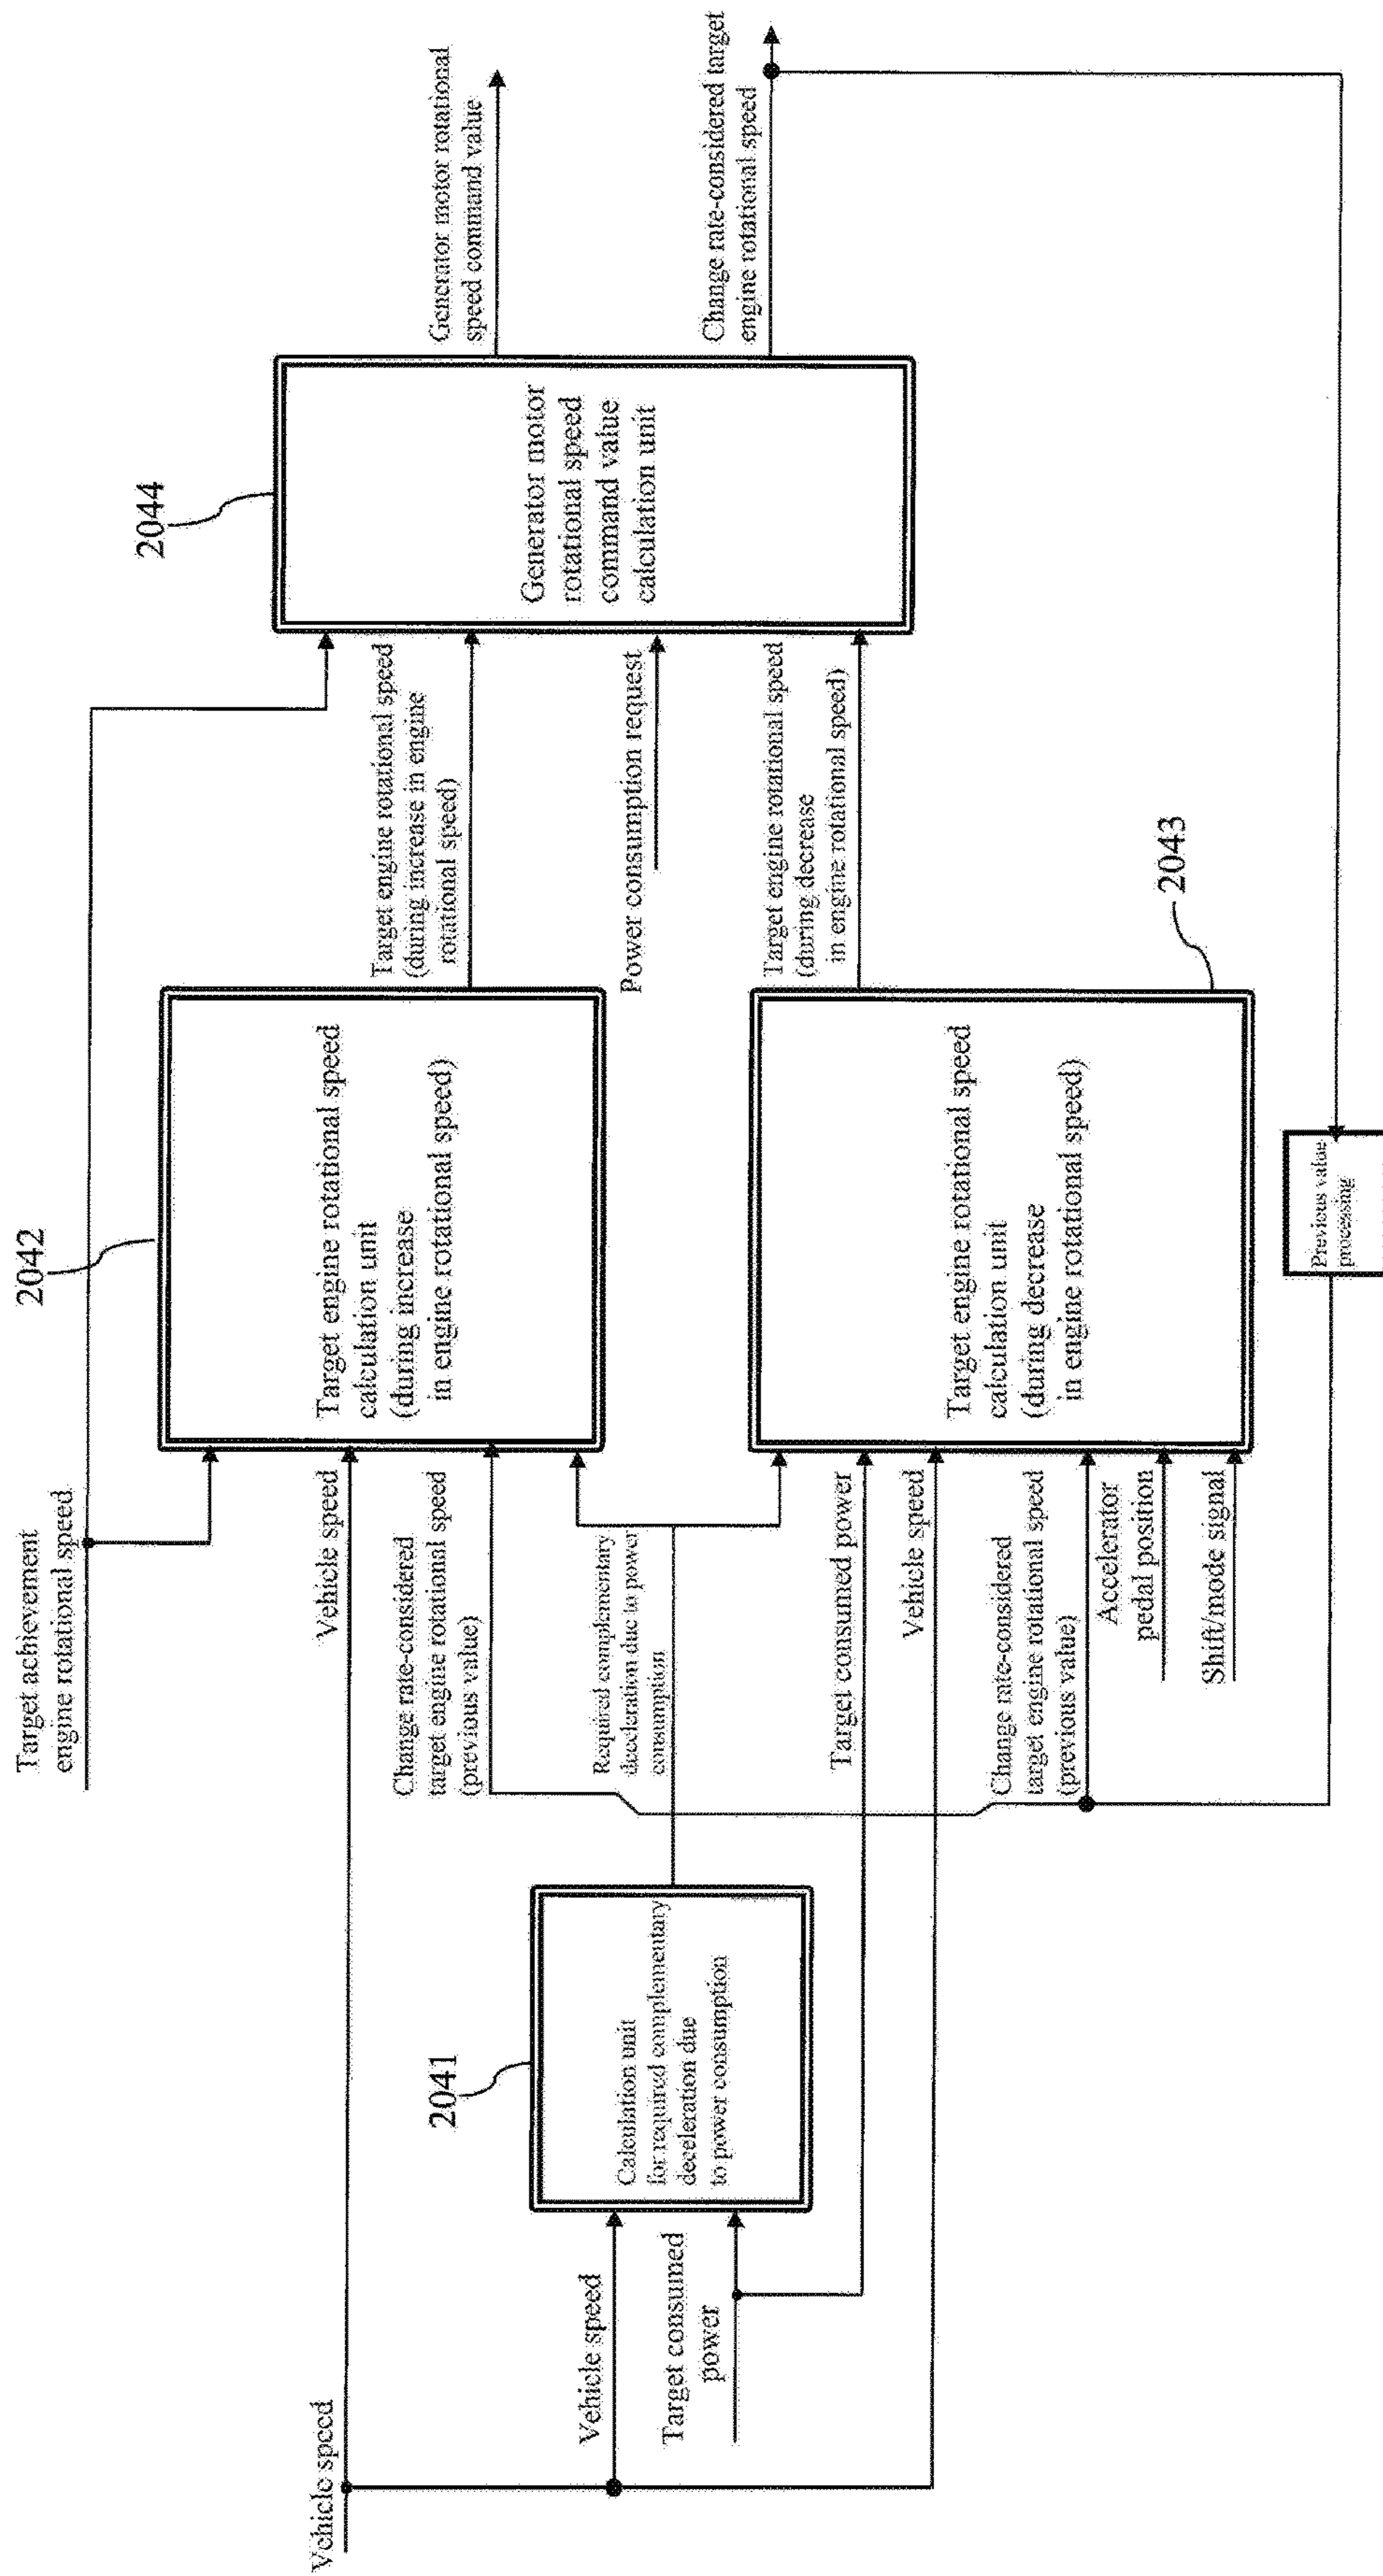 Target achievement
engine rotational speed
2042
2044
Target engine rotational speed
calculation unit
(during increase
in engine rotational speed)
Target engine rotational speed
(during increase in engine
rotational speed)
Generator motor
rotational speed
command value
calculation unit
Generator motor rotational
speed command value
Vehicle speed
Vehicle speed
Change rate-considered
target engine rotational speed
(previous value)
Power consumption request
Change rate-considered target
engine rotational speed
2041
Calculation unit
for required complementary
deceleration due
to power consumption
Required complementary
deceleration due to power
consumption
Vehicle speed
Target consumed
power
Target consumed power
Vehicle speed
Target engine rotational speed
calculation unit
(during decrease
in engine rotational speed)
Target engine rotational speed
(during decrease
in engine rotational speed)
2043
Change rate-considered
target engine rotational speed
(previous value)
Accelerator
pedal position
Shift/mode signal
Previous value
processing